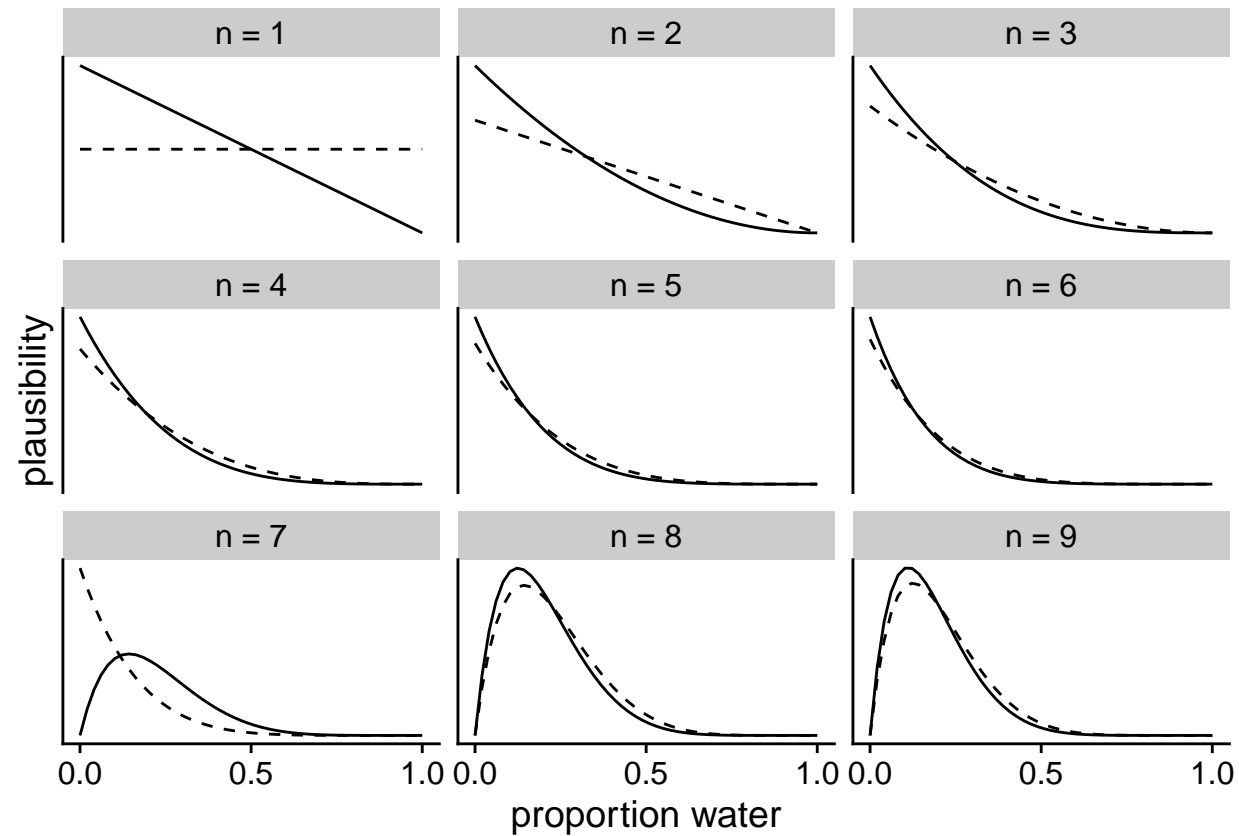 n = 1
n = 2
n = 3
n = 4
n = 5
n = 6
n = 7
n = 8
n = 9
plausibility
0.0 0.5 1.0 0.0 0.5 1.0 0.0 0.5 1.0
proportion water